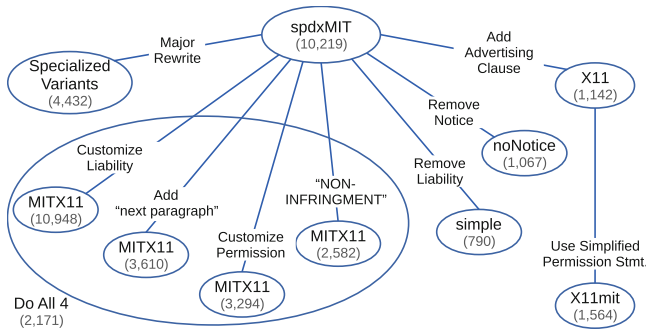 spdxMIT
(10,219)
Major
Rewrite
Add
Advertising
Clause
Specialized
Variants
(4,432)
X11
(1,142)
Remove
Notice
noNotice
(1,067)
Customize
Liability
Remove
Liability
MITX11
(10,948)
Add
“next paragraph”
“NON-
INFRINGMENT”
simple
(790)
MITX11
(3,610)
Customize
Permission
MITX11
(2,582)
Use Simplified
Permission Stmt.
MITX11
(3,294)
Do All 4
(2,171)
X11mit
(1,564)